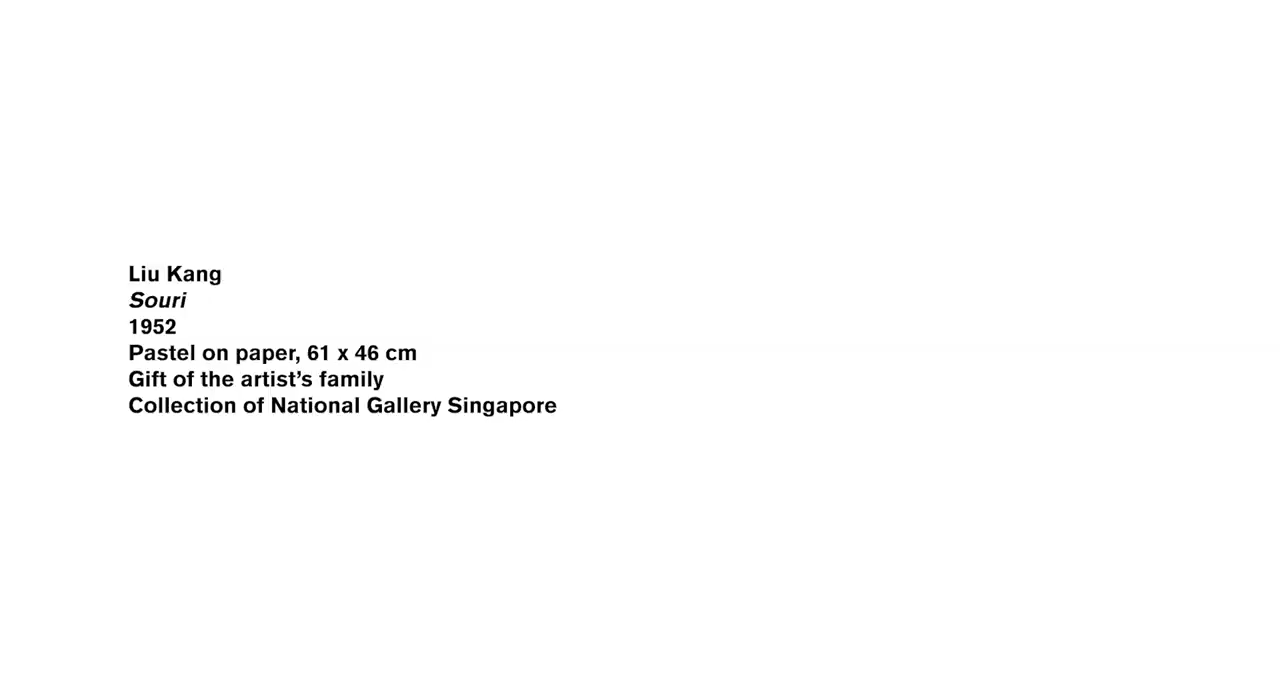 Liu Kang
Souri
1952
Pastel on paper, 61 x 46 cm
Gift of the artist’s family
Collection of National Gallery Singapore